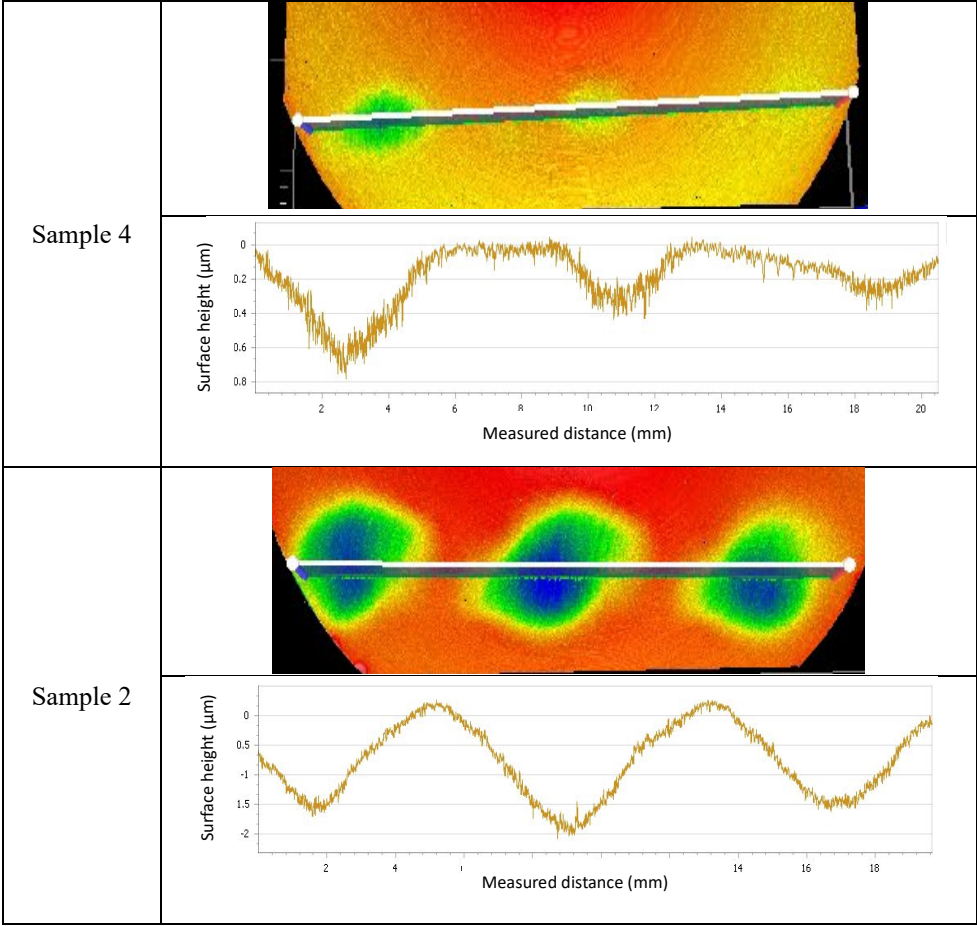 Sample 4
Surface height (µm)
0
0.2
0.4
0.6
0.8
2 4 6 8 10 12 14 16 18 20
Measured distance (mm)
Sample 2
Surface height (µm)
0
0.5
-1
1.5
-2
2 4 14 16 18
Measured distance (mm)